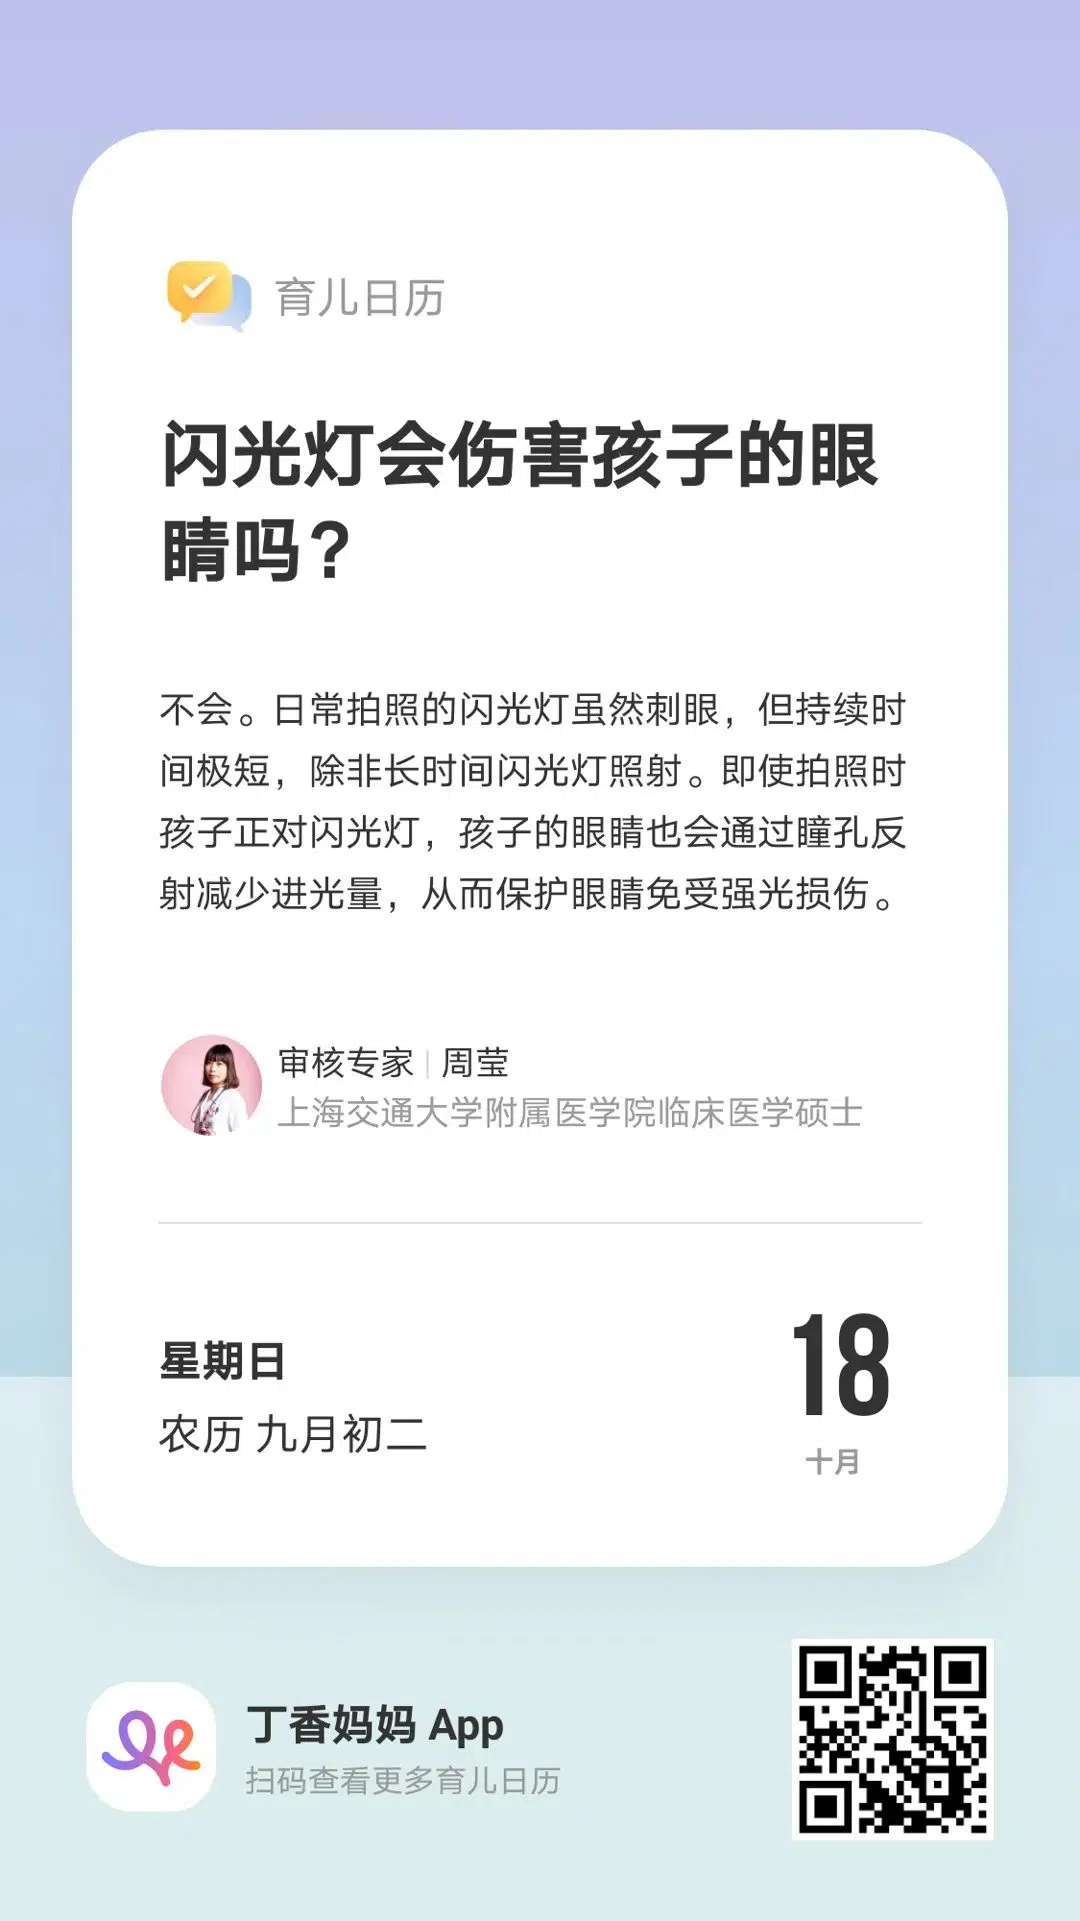 育儿日历
闪光灯会伤害孩子的眼
睛吗？
不会。日常拍照的闪光灯虽然刺眼，但持续时
间极短，除非长时间闪光灯照射。即使拍照时
孩子正对闪光灯，孩子的眼睛也会通过瞳孔反
射减少进光量，从而保护眼睛免受强光损伤。
审核专家 | 周莹
上海交通大学附属医学院临床医学硕士
星期日
农历 九月初二
18
十月
丁香妈妈 App
扫码查看更多育儿日历